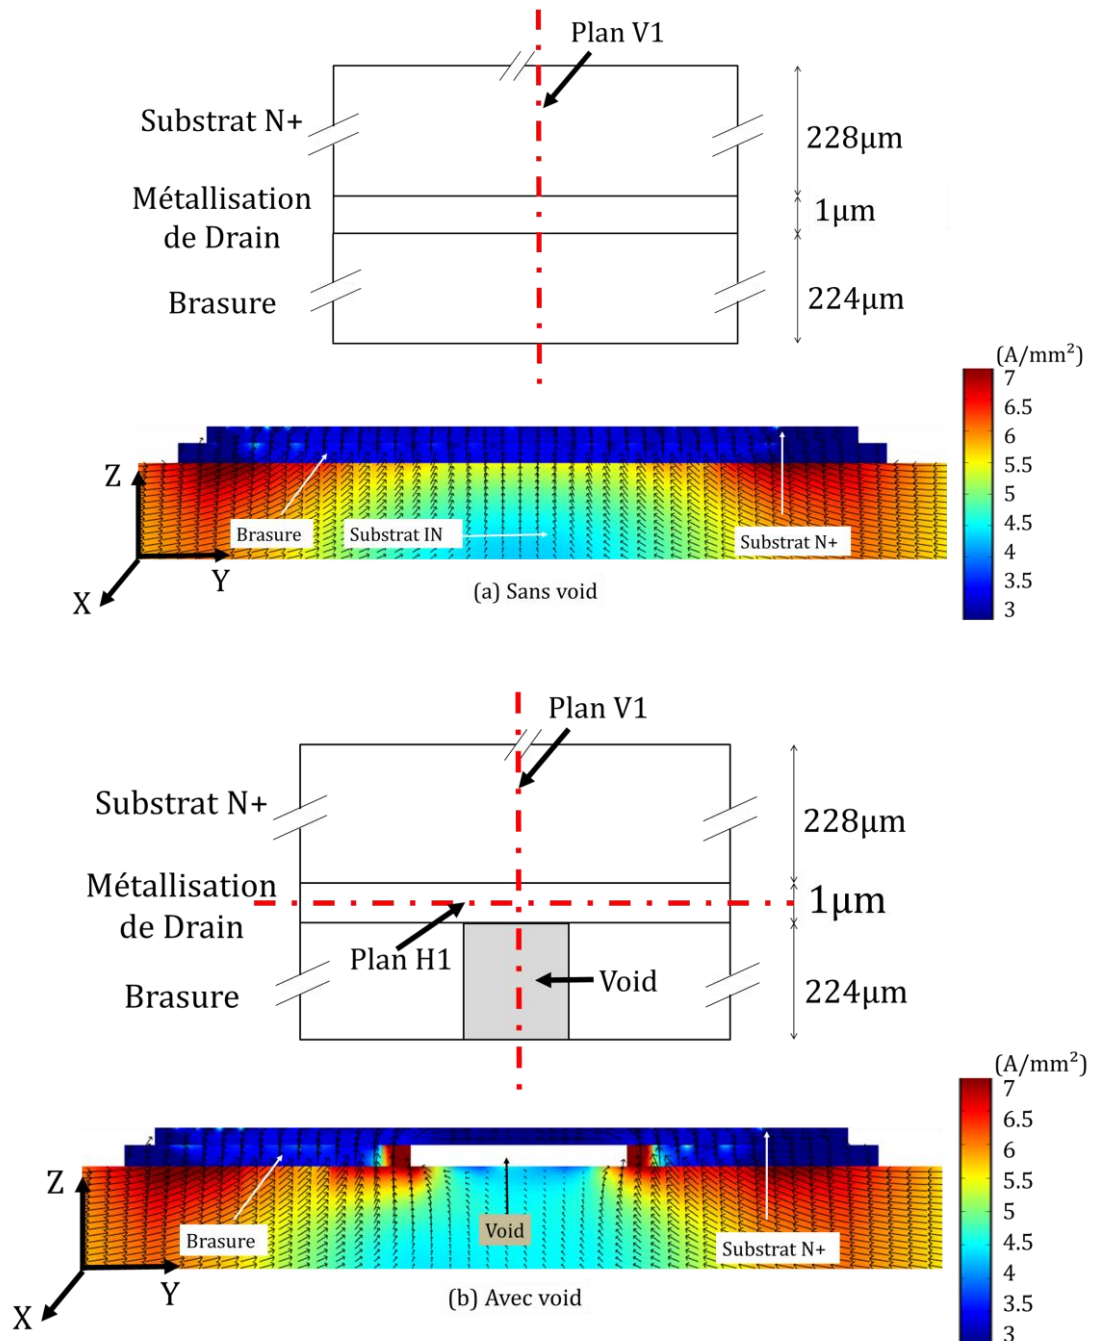 Plan V1
Substrat N+
228μm
Métallisation
de Drain
1μm
Brasure
224μm
(A/mm²)
7
6.5
6
5.5
5
4.5
4
3.5
3
Z
Y
X
Brasure
Substrat IN
Substrat N+
(a) Sans void
Plan V1
Substrat N+
228μm
Métallisation
de Drain
1μm
Plan H1
Void
Brasure
224μm
(A/mm²)
7
6.5
6
5.5
5
4.5
4
3.5
3
Z
Y
X
Brasure
Void
Substrat N+
(b) Avec void